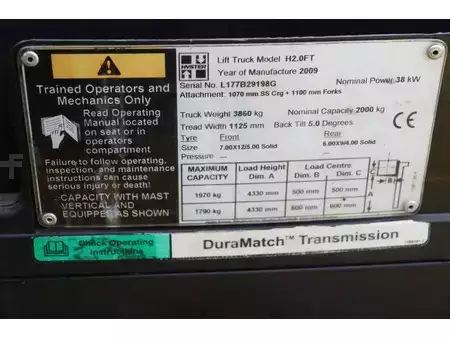 HYSTER
Lift Truck Model H2.0FT
Year of Manufacture 2009
Serial No. L177B29198G Nominal Power 38 kW
Attachment: 1070 mm SS Crg + 1100 mm Forks
Truck Weight 3860 kg Nominal Capacity 2000 kg
Tread Width 1125 mm Back Tilt 5.0 Degrees
Tyre Front Rear
Size 7.00X12/5.00 Solid 5.00X9/4.00 Solid
Pressure --- ---
MAXIMUM CAPACITY Load Height Dim. A Load Centre Dim. B Dim. C
1970 kg 4330 mm 500 mm 500 mm
1790 kg 4330 mm 600 mm 600 mm
C
B
A
CE
Trained Operators and
Mechanics Only
Read Operating
Manual located
on seat or in
operators
compartment
Failure to follow operating,
inspection, and maintenance
instructions can cause
serious injury or death!
CAPACITY WITH MAST
VERTICAL AND
EQUIPPED AS SHOWN
Check Operating
Instructions
DuraMatch™ Transmission